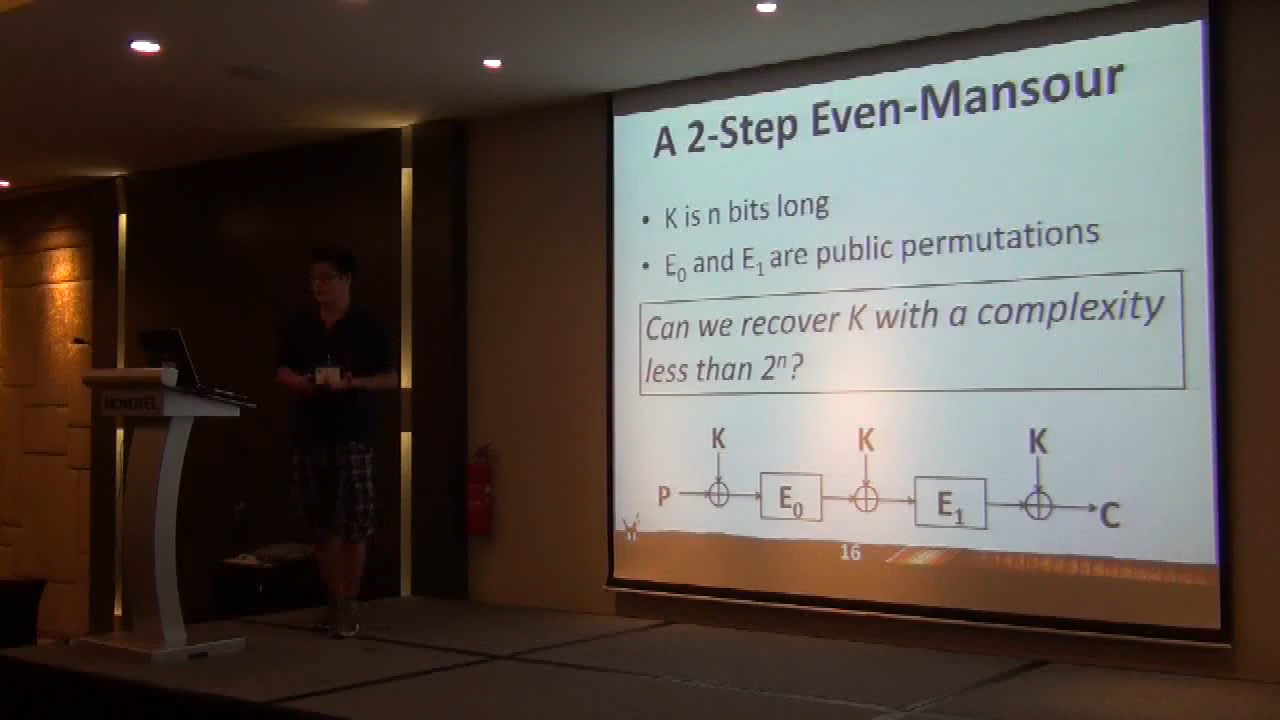 A 2-Step Even-Mansour
• K is n bits long
• E₀ and E₁ are public permutations
Can we recover K with a complexity
less than 2ⁿ?
K K K
P E₀ E₁ C
16
NOVOTEL